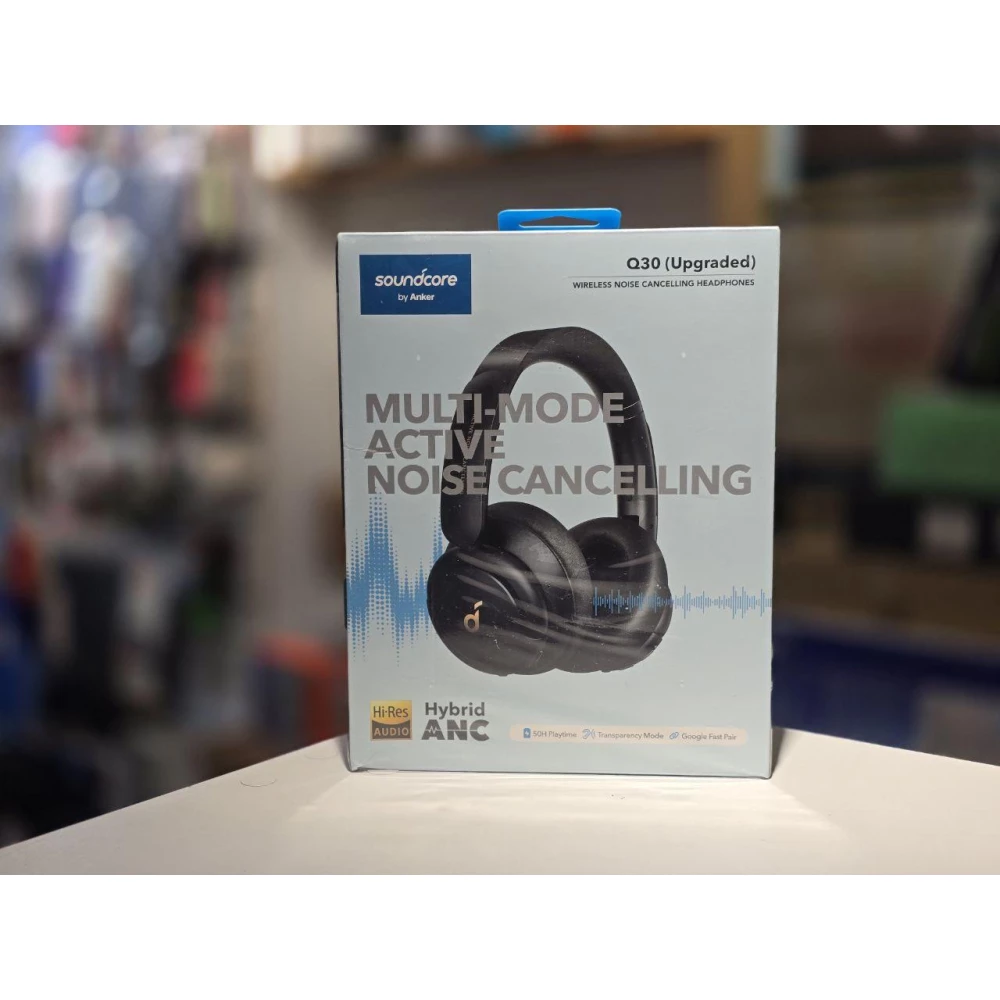 soundcore
by Anker
Q30 (Upgraded)
WIRELESS NOISE CANCELLING HEADPHONES
MULTI-MODE
ACTIVE
NOISE CANCELLING
Hi-Res
AUDIO
Hybrid
ANC
50H Playtime
Transparency Mode
Google Fast Pair